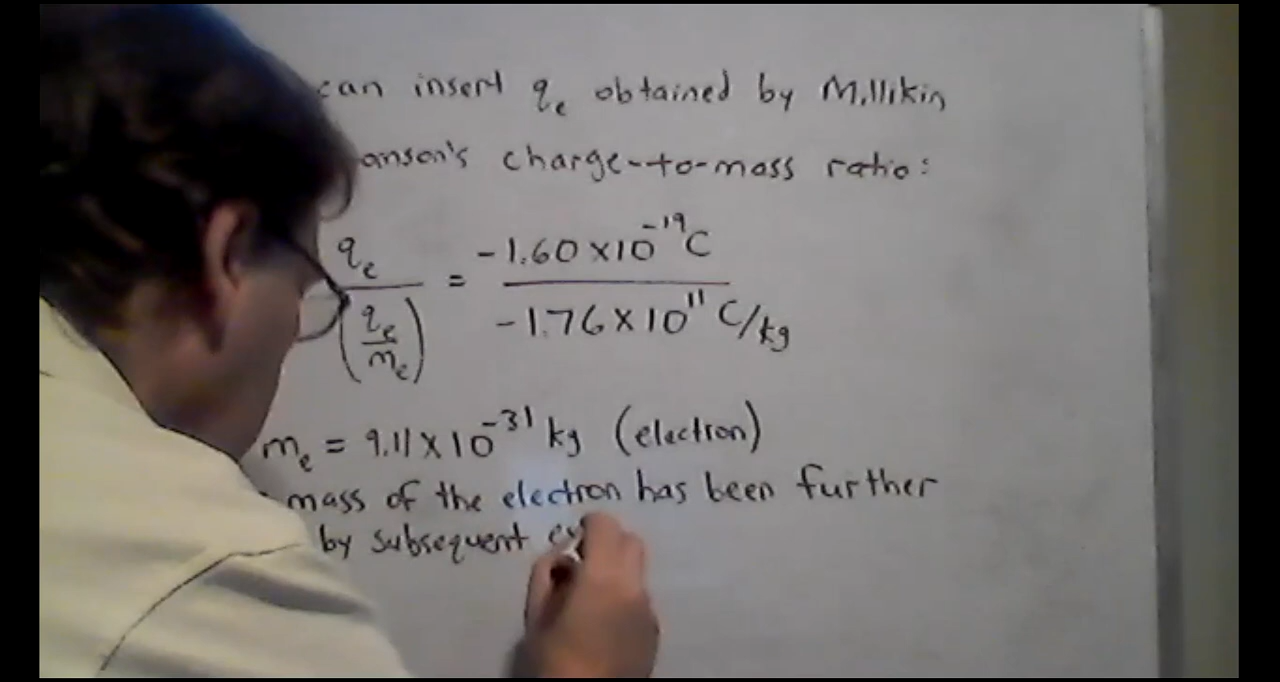 can insert qe obtained by Millikin
anson's charge-to-mass ratio:
qe / (qe/me) = -1.60 x 10^-19 C / -1.76 x 10^11 C/kg
me = 9.11 x 10^-31 kg (electron)
mass of the electron has been further
by subsequent